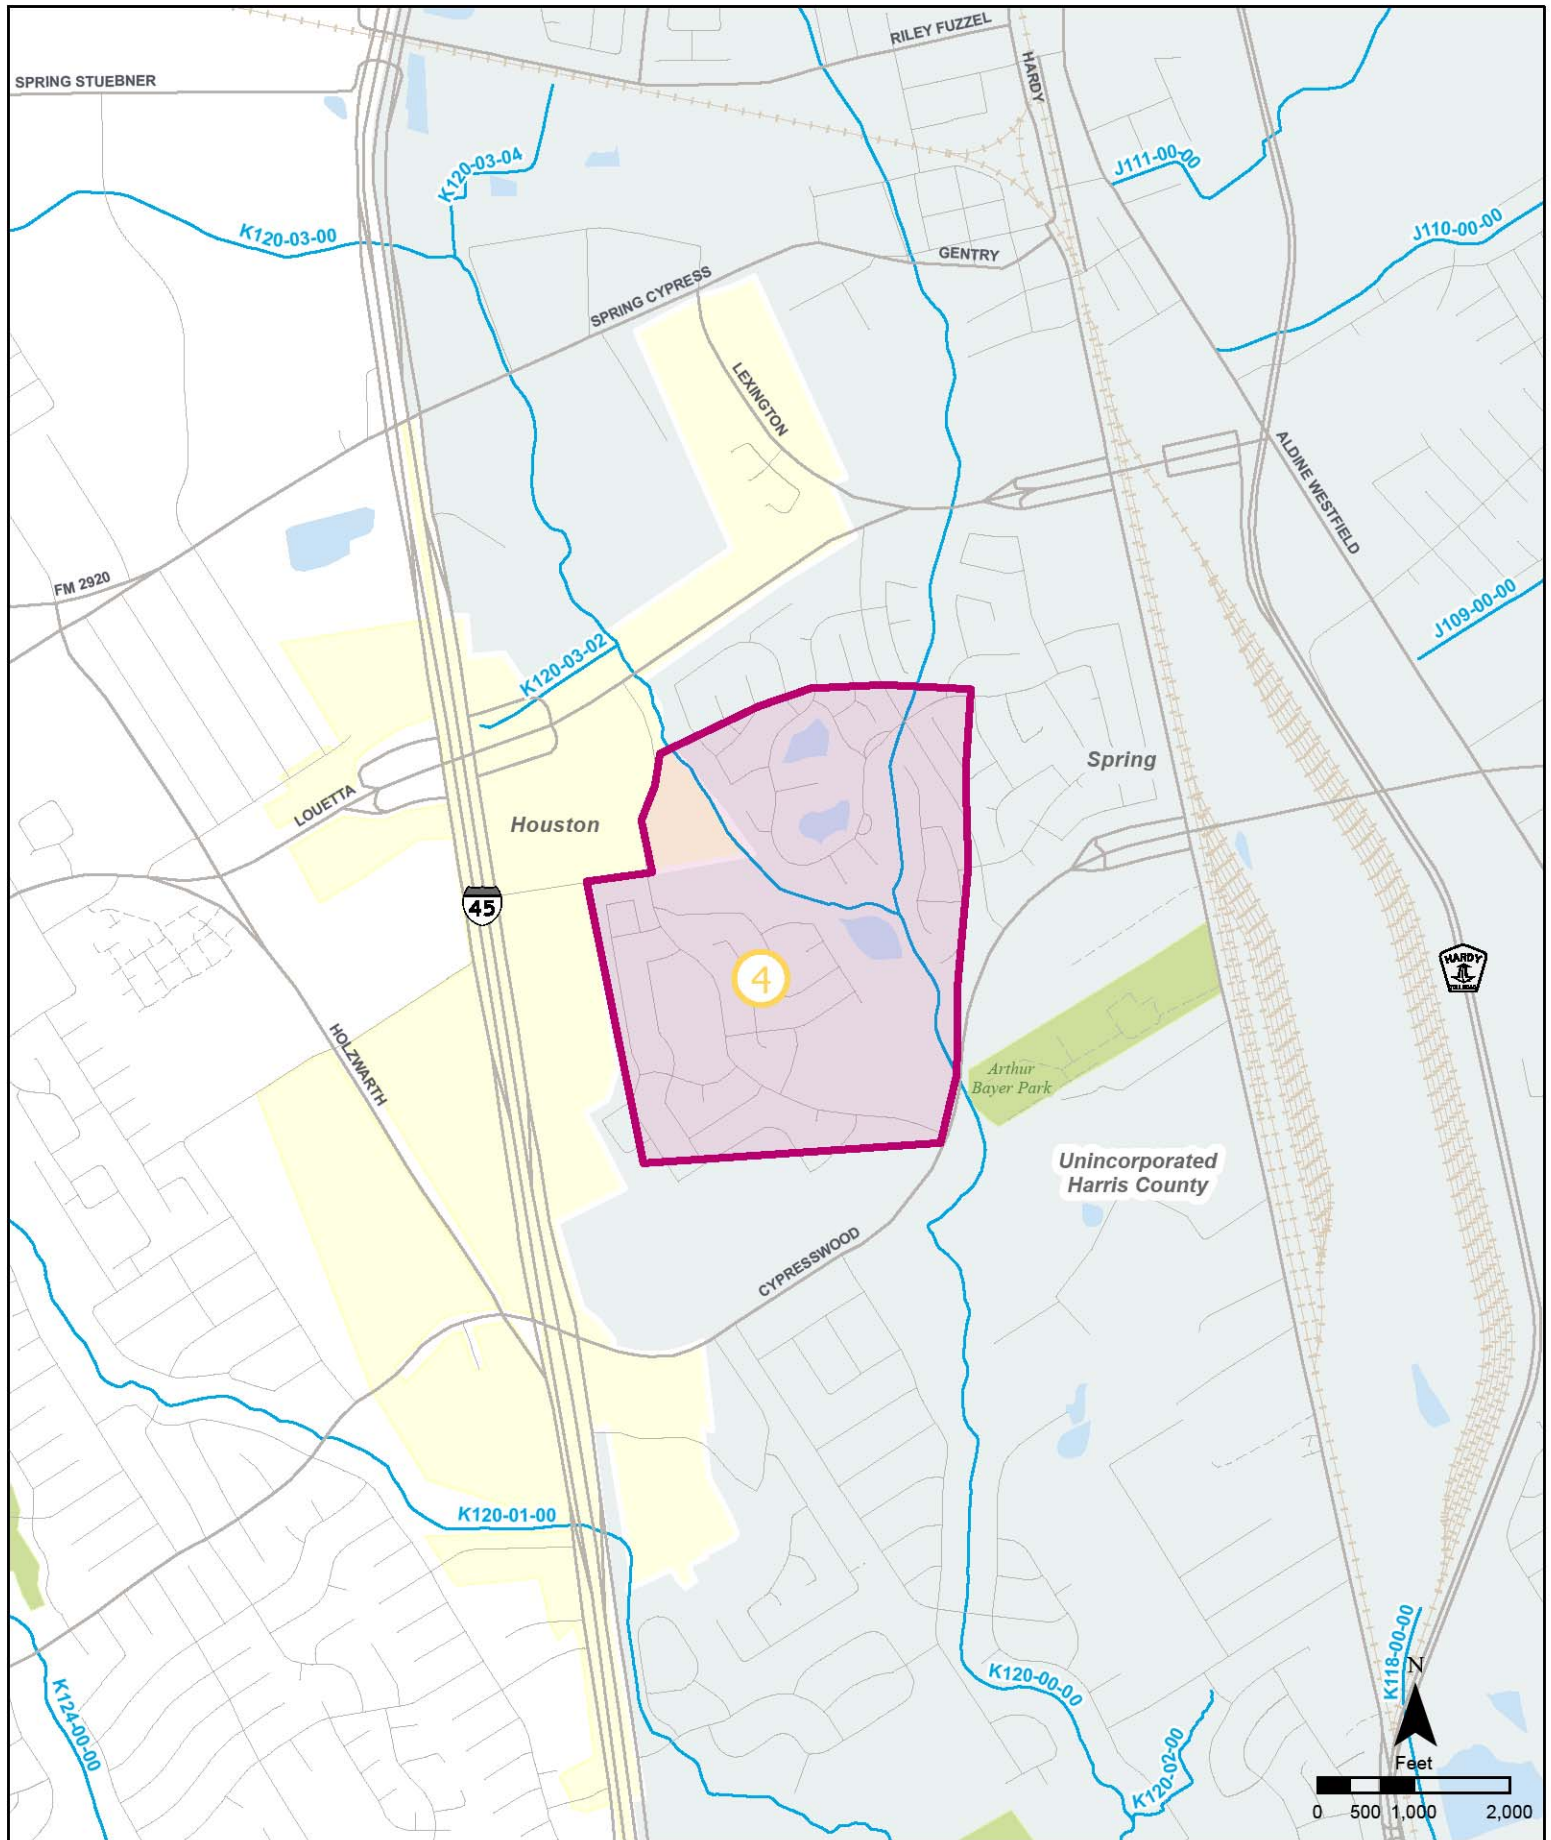 RILEY FUZZEL
HARDY
SPRING STUEBNER
K120-03-04
J111-00-00
K120-03-00
J110-00-00
GENTRY
SPRING CYPRESS
LEXINGTON
ALDINE WESTFIELD
FM 2920
J109-00-00
K120-03-02
Spring
LOUETTA
Houston
45
HARDY
TOLL ROAD
4
HOLZWARTH
Arthur
Bayer Park
Unincorporated
Harris County
CYPRESSWOOD
K120-01-00
K118-00-00
N
K120-00-00
K124-00-00
K120-02-00
Feet
0 500 1,000 2,000